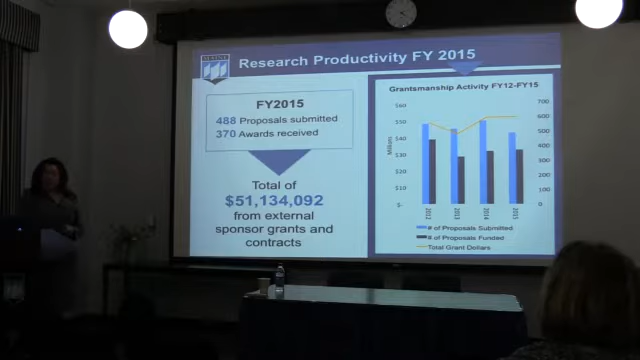 MAINE
Research Productivity FY 2015
FY2015
488 Proposals submitted
370 Awards received
Total of
$51,134,092
from external
sponsor grants and
contracts
Grantsmanship Activity FY12-FY15
$60
$50
$40
$30
$20
$10
$-
Millions
700
600
500
400
300
200
100
0
2012
2013
2014
2015
# of Proposals Submitted
# of Proposals Funded
Total Grant Dollars